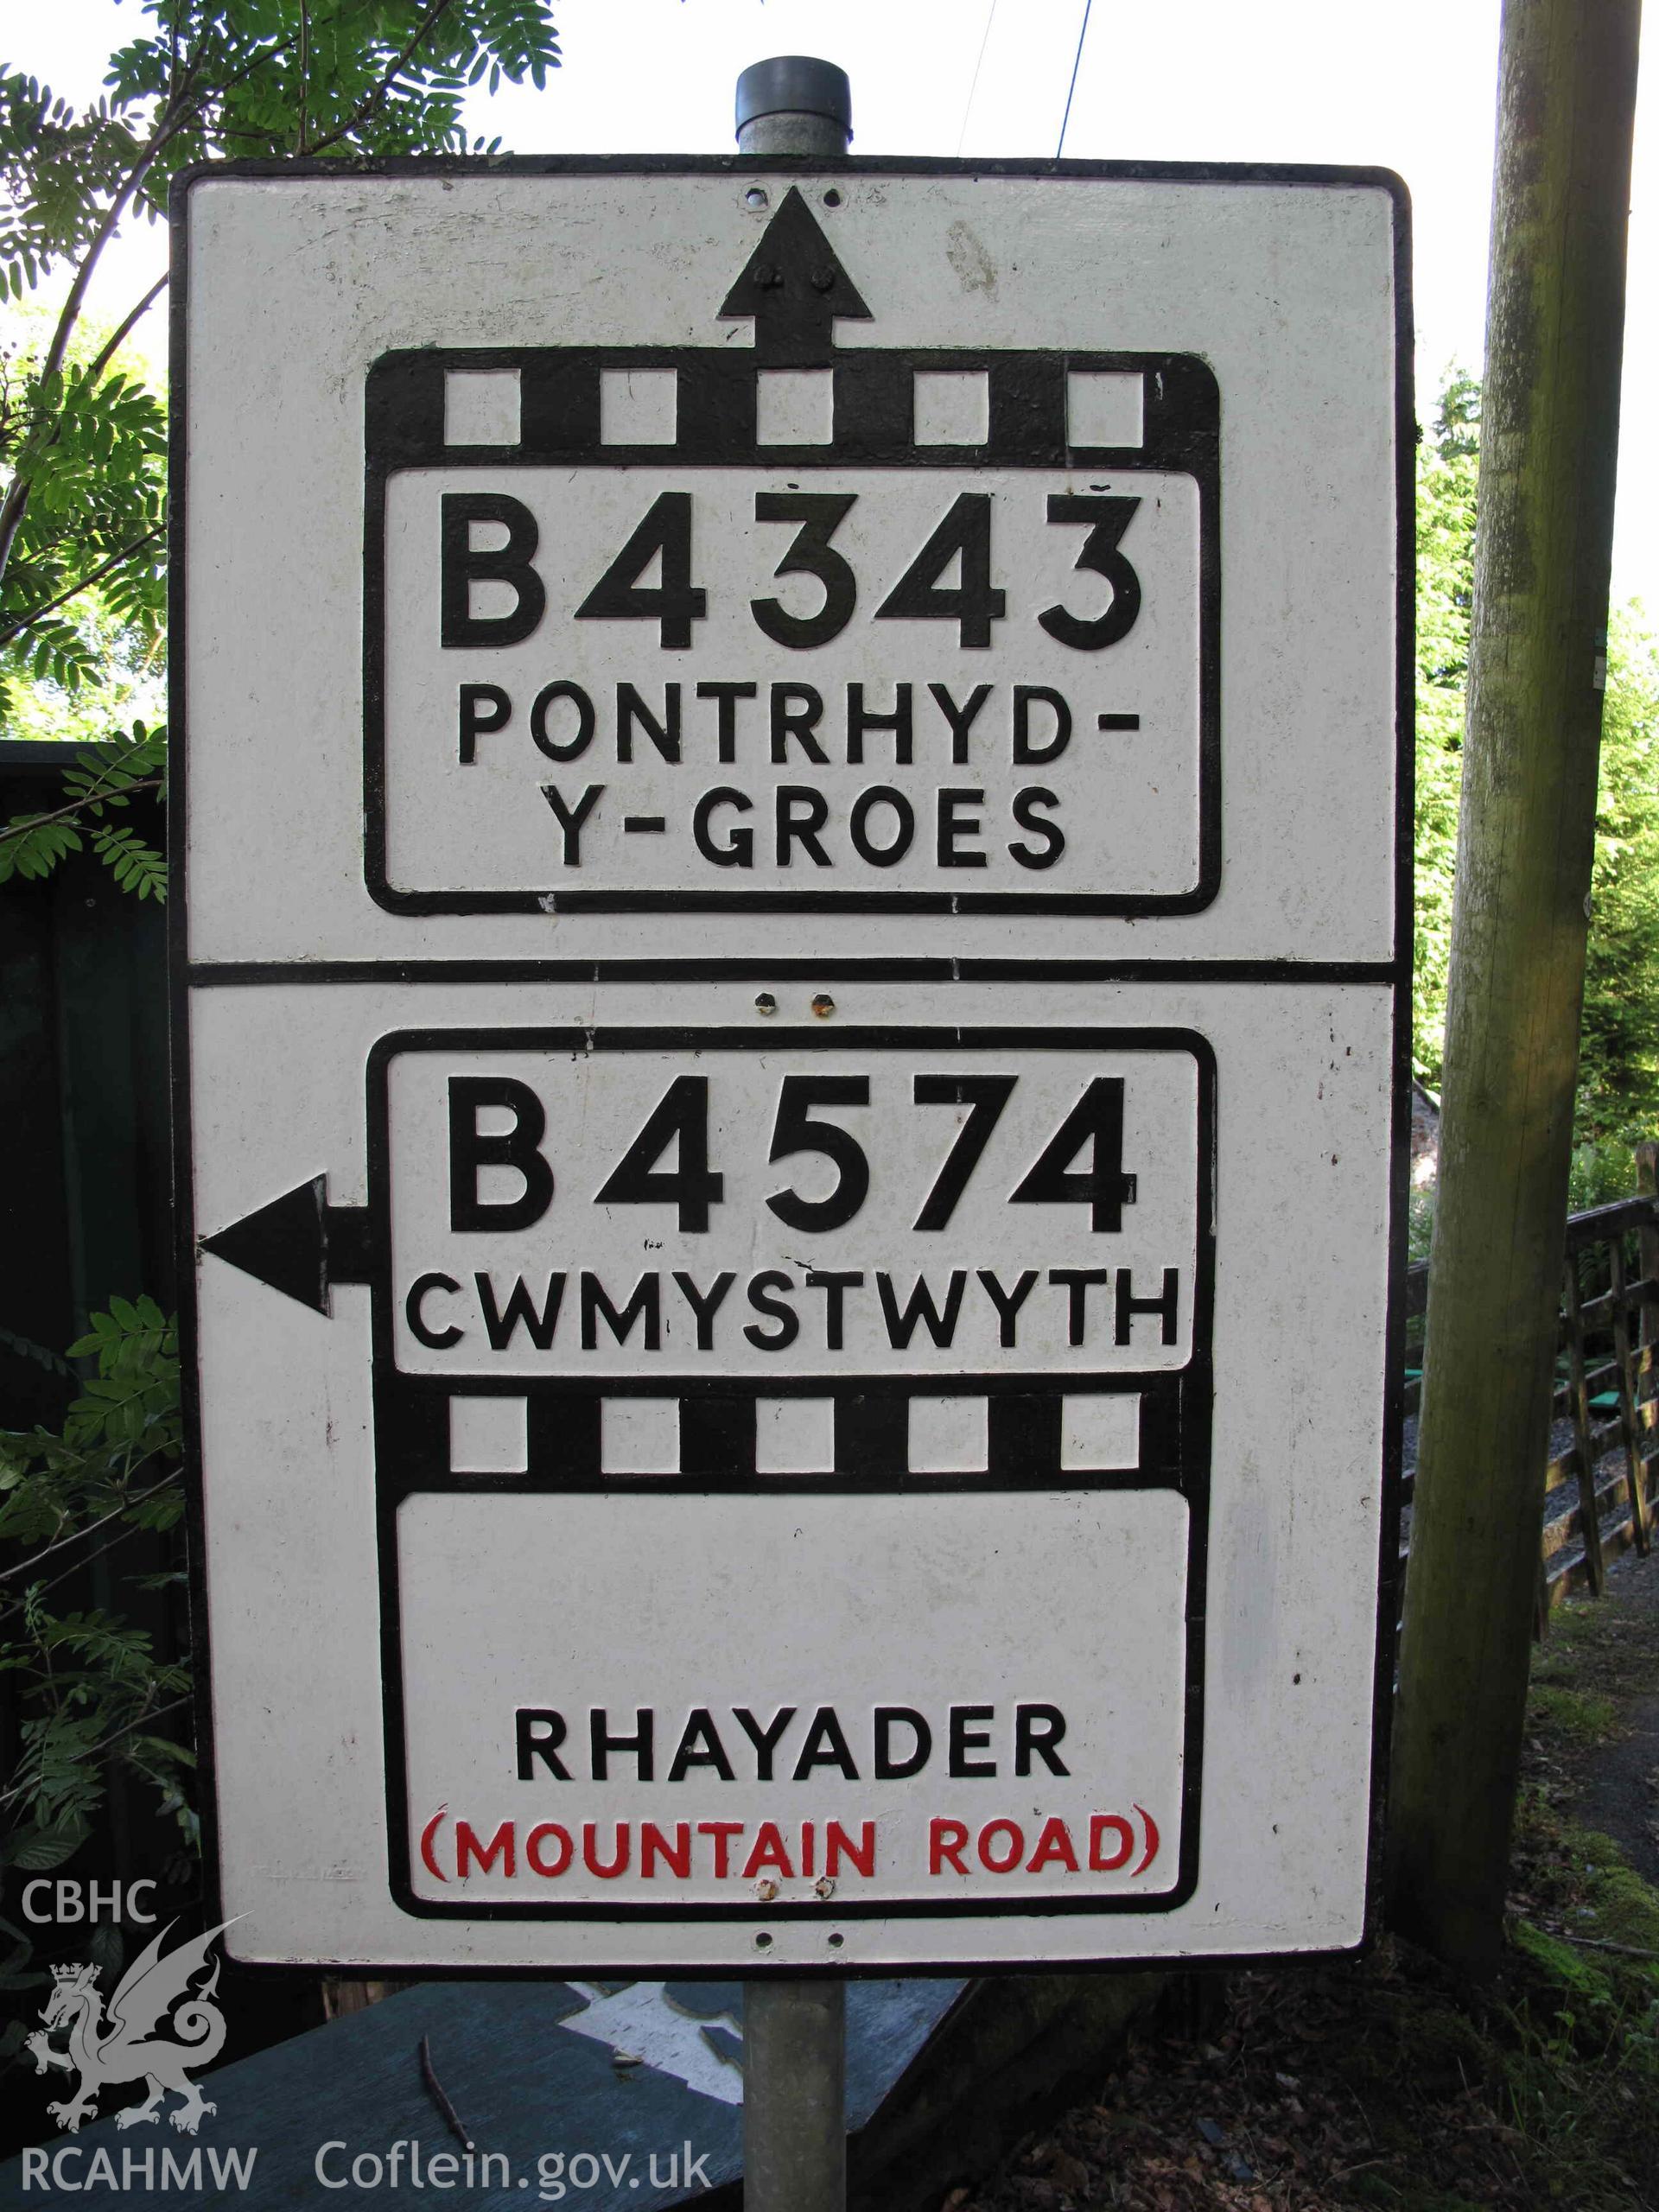 B4343
PONTRHYD-
Y-GROES
B4574
CWMYSTWYTH
RHAYADER
(MOUNTAIN ROAD)
CBHC
RCAHMW
Coflein.gov.uk